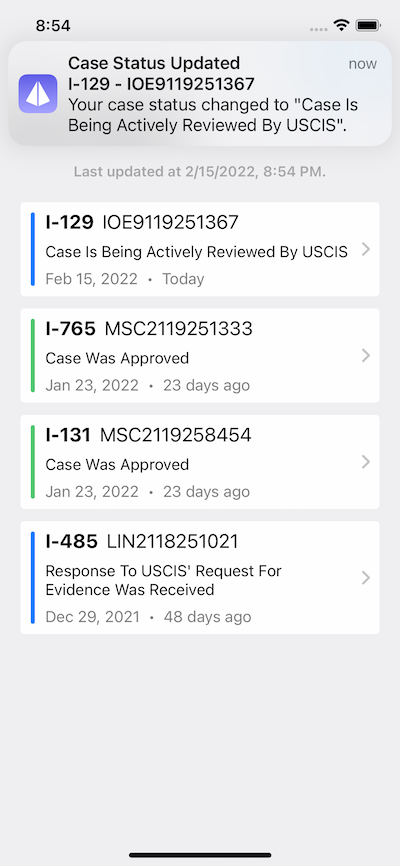 8:54
Case Status Updated
now
I-129 - IOE9119251367
Your case status changed to "Case Is
Being Actively Reviewed By USCIS".
Last updated at 2/15/2022, 8:54 PM.
I-129 IOE9119251367
Case Is Being Actively Reviewed By USCIS
Feb 15, 2022 • Today
I-765 MSC2119251333
Case Was Approved
Jan 23, 2022 • 23 days ago
I-131 MSC2119258454
Case Was Approved
Jan 23, 2022 • 23 days ago
I-485 LIN2118251021
Response To USCIS' Request For
Evidence Was Received
Dec 29, 2021 • 48 days ago